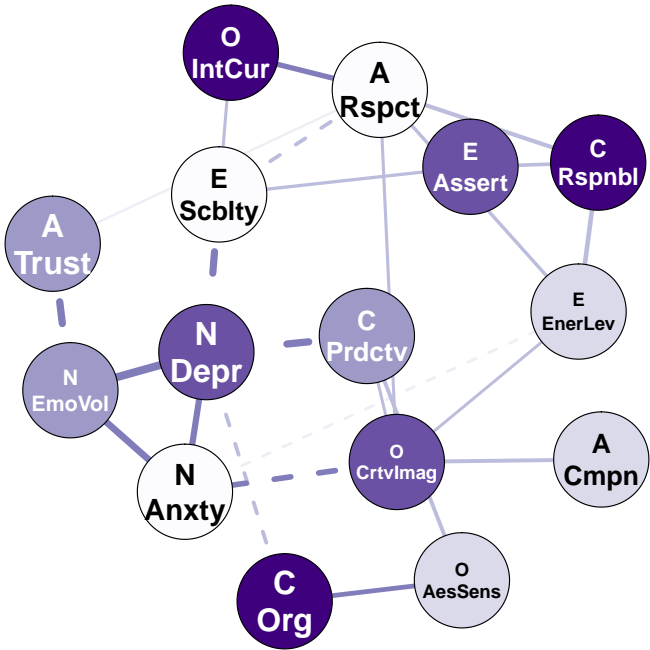 O
IntCur
A
Rspct
E
Assert
C
Rspnbl
E
Scblty
A
Trust
E
EnerLev
N
Depr
C
Prdctv
N
EmoVol
O
CrtvImag
A
Cmpn
N
Anxty
C
Org
O
AesSens